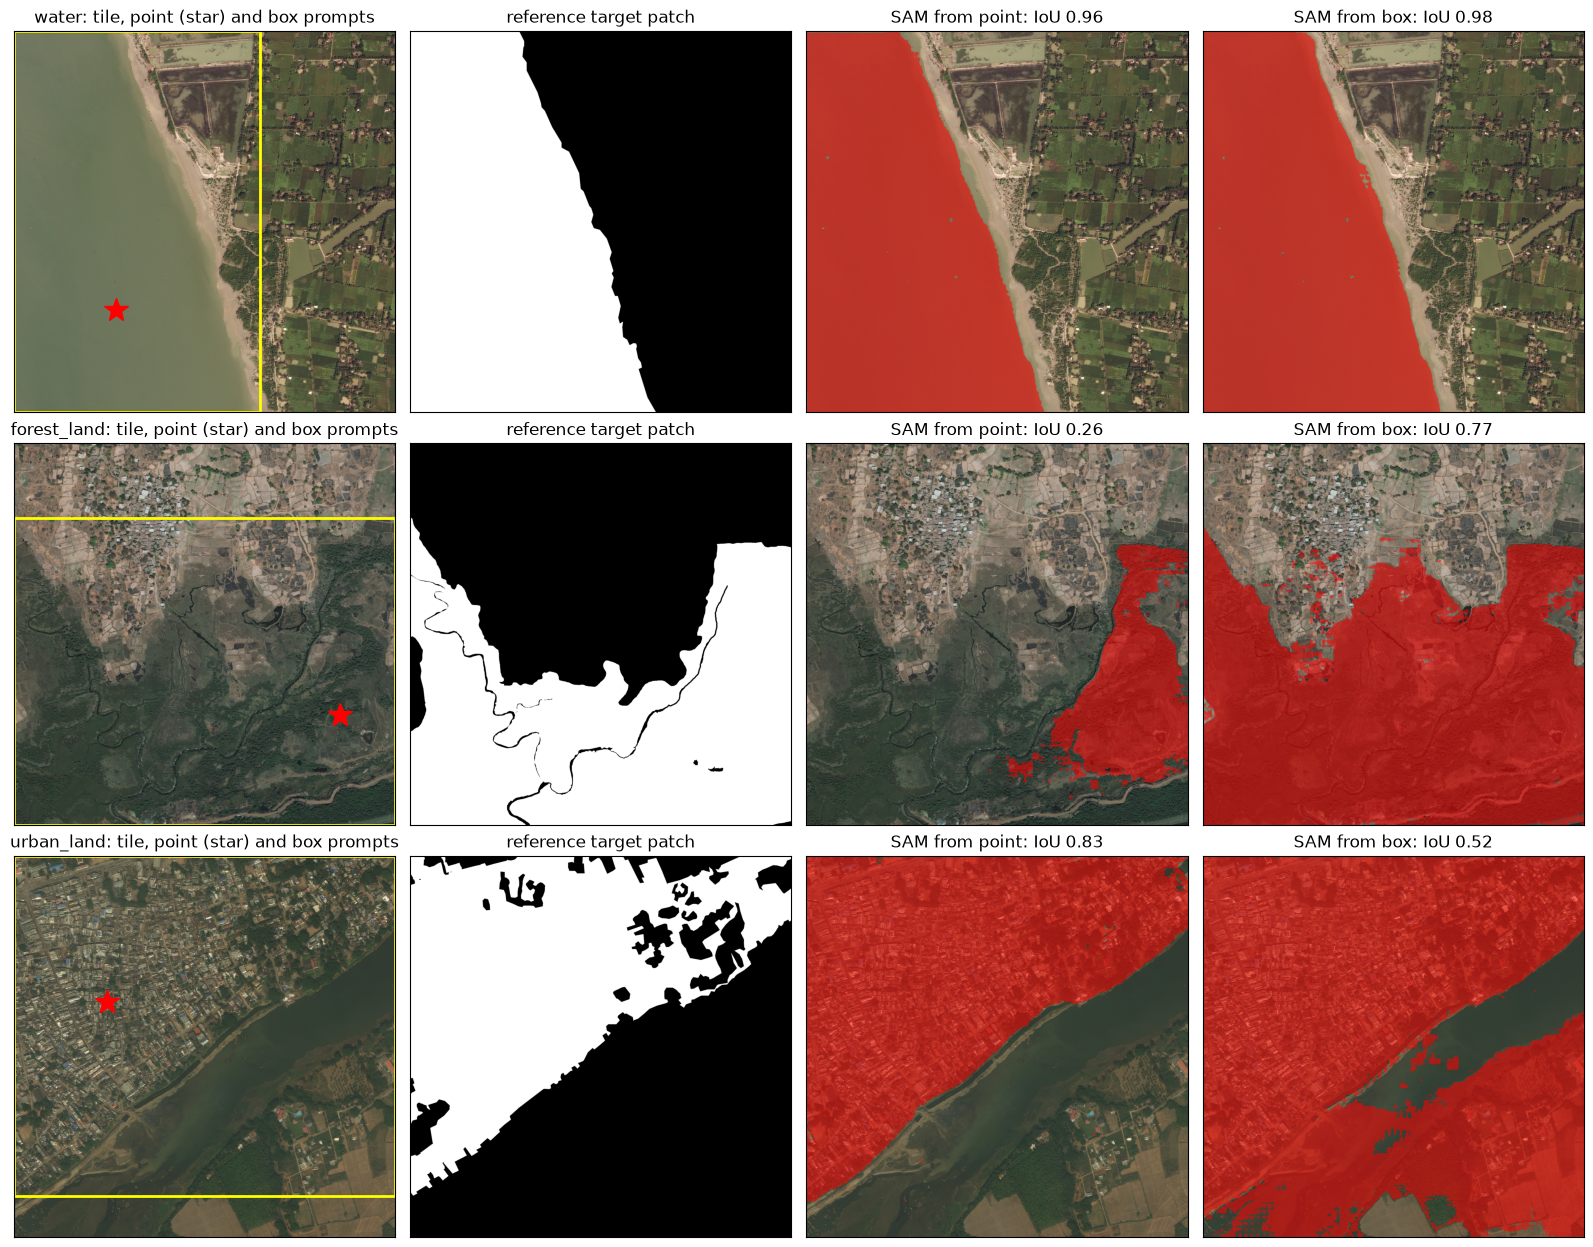 water: tile, point (star) and box prompts
reference target patch
SAM from point: IoU 0.96
SAM from box: IoU 0.98
forest_land: tile, point (star) and box prompts
reference target patch
SAM from point: IoU 0.26
SAM from box: IoU 0.77
urban_land: tile, point (star) and box prompts
reference target patch
SAM from point: IoU 0.83
SAM from box: IoU 0.52